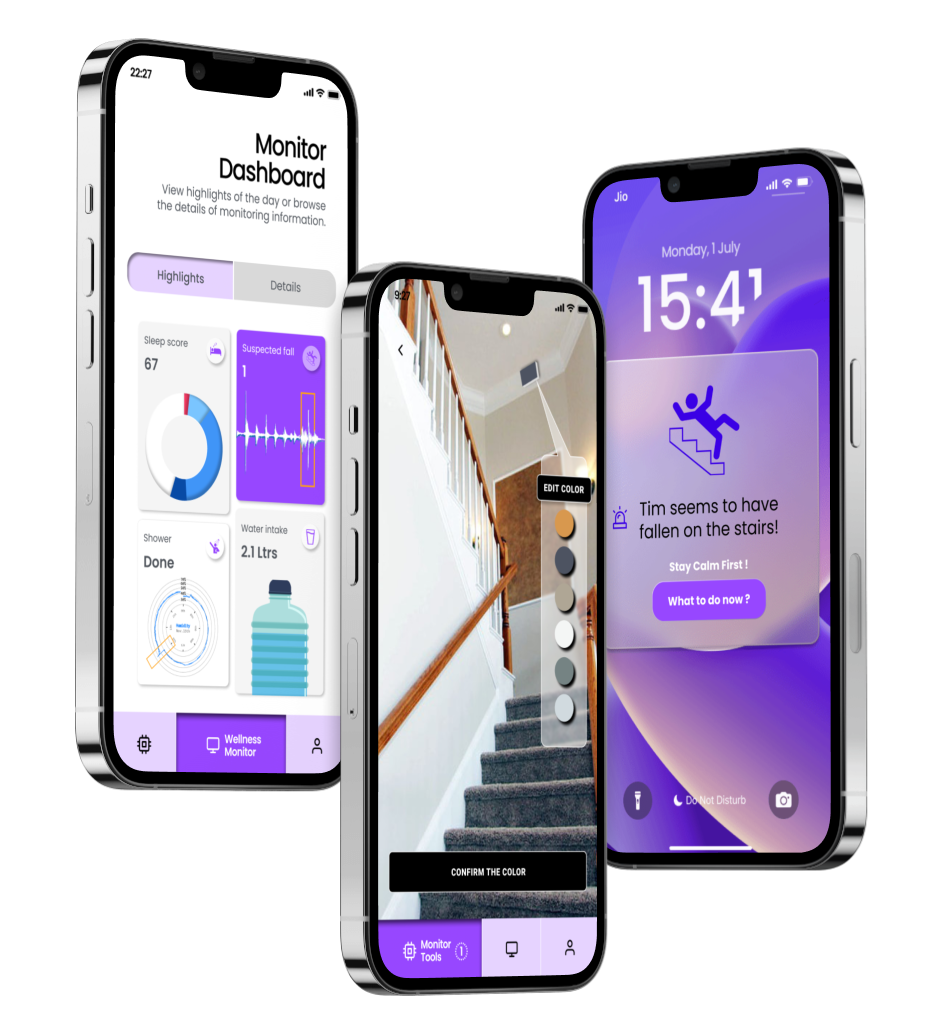 22:27
Monitor
Dashboard
View highlights of the day or browse
the details of monitoring information.
Highlights
Details
Sleep score
67
Suspected fall
1
Shower
Done
Water intake
2.1 Ltrs
Wellness
Monitor
9:27
EDIT COLOR
CONFIRM THE COLOR
Monitor
Tools
1
Jio
Monday, 1 July
15:41
Tim seems to have
fallen on the stairs!
Stay Calm First !
What to do now ?
Do Not Disturb